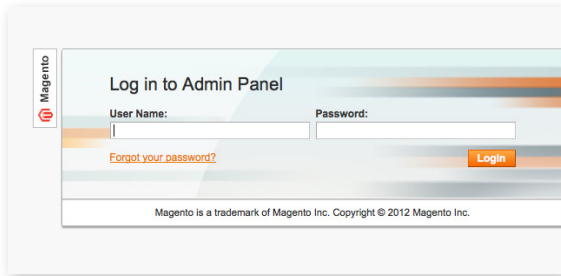 Magento
Log in to Admin Panel
User Name: Password:
Forgot your password? Login
Magento is a trademark of Magento Inc. Copyright © 2012 Magento Inc.